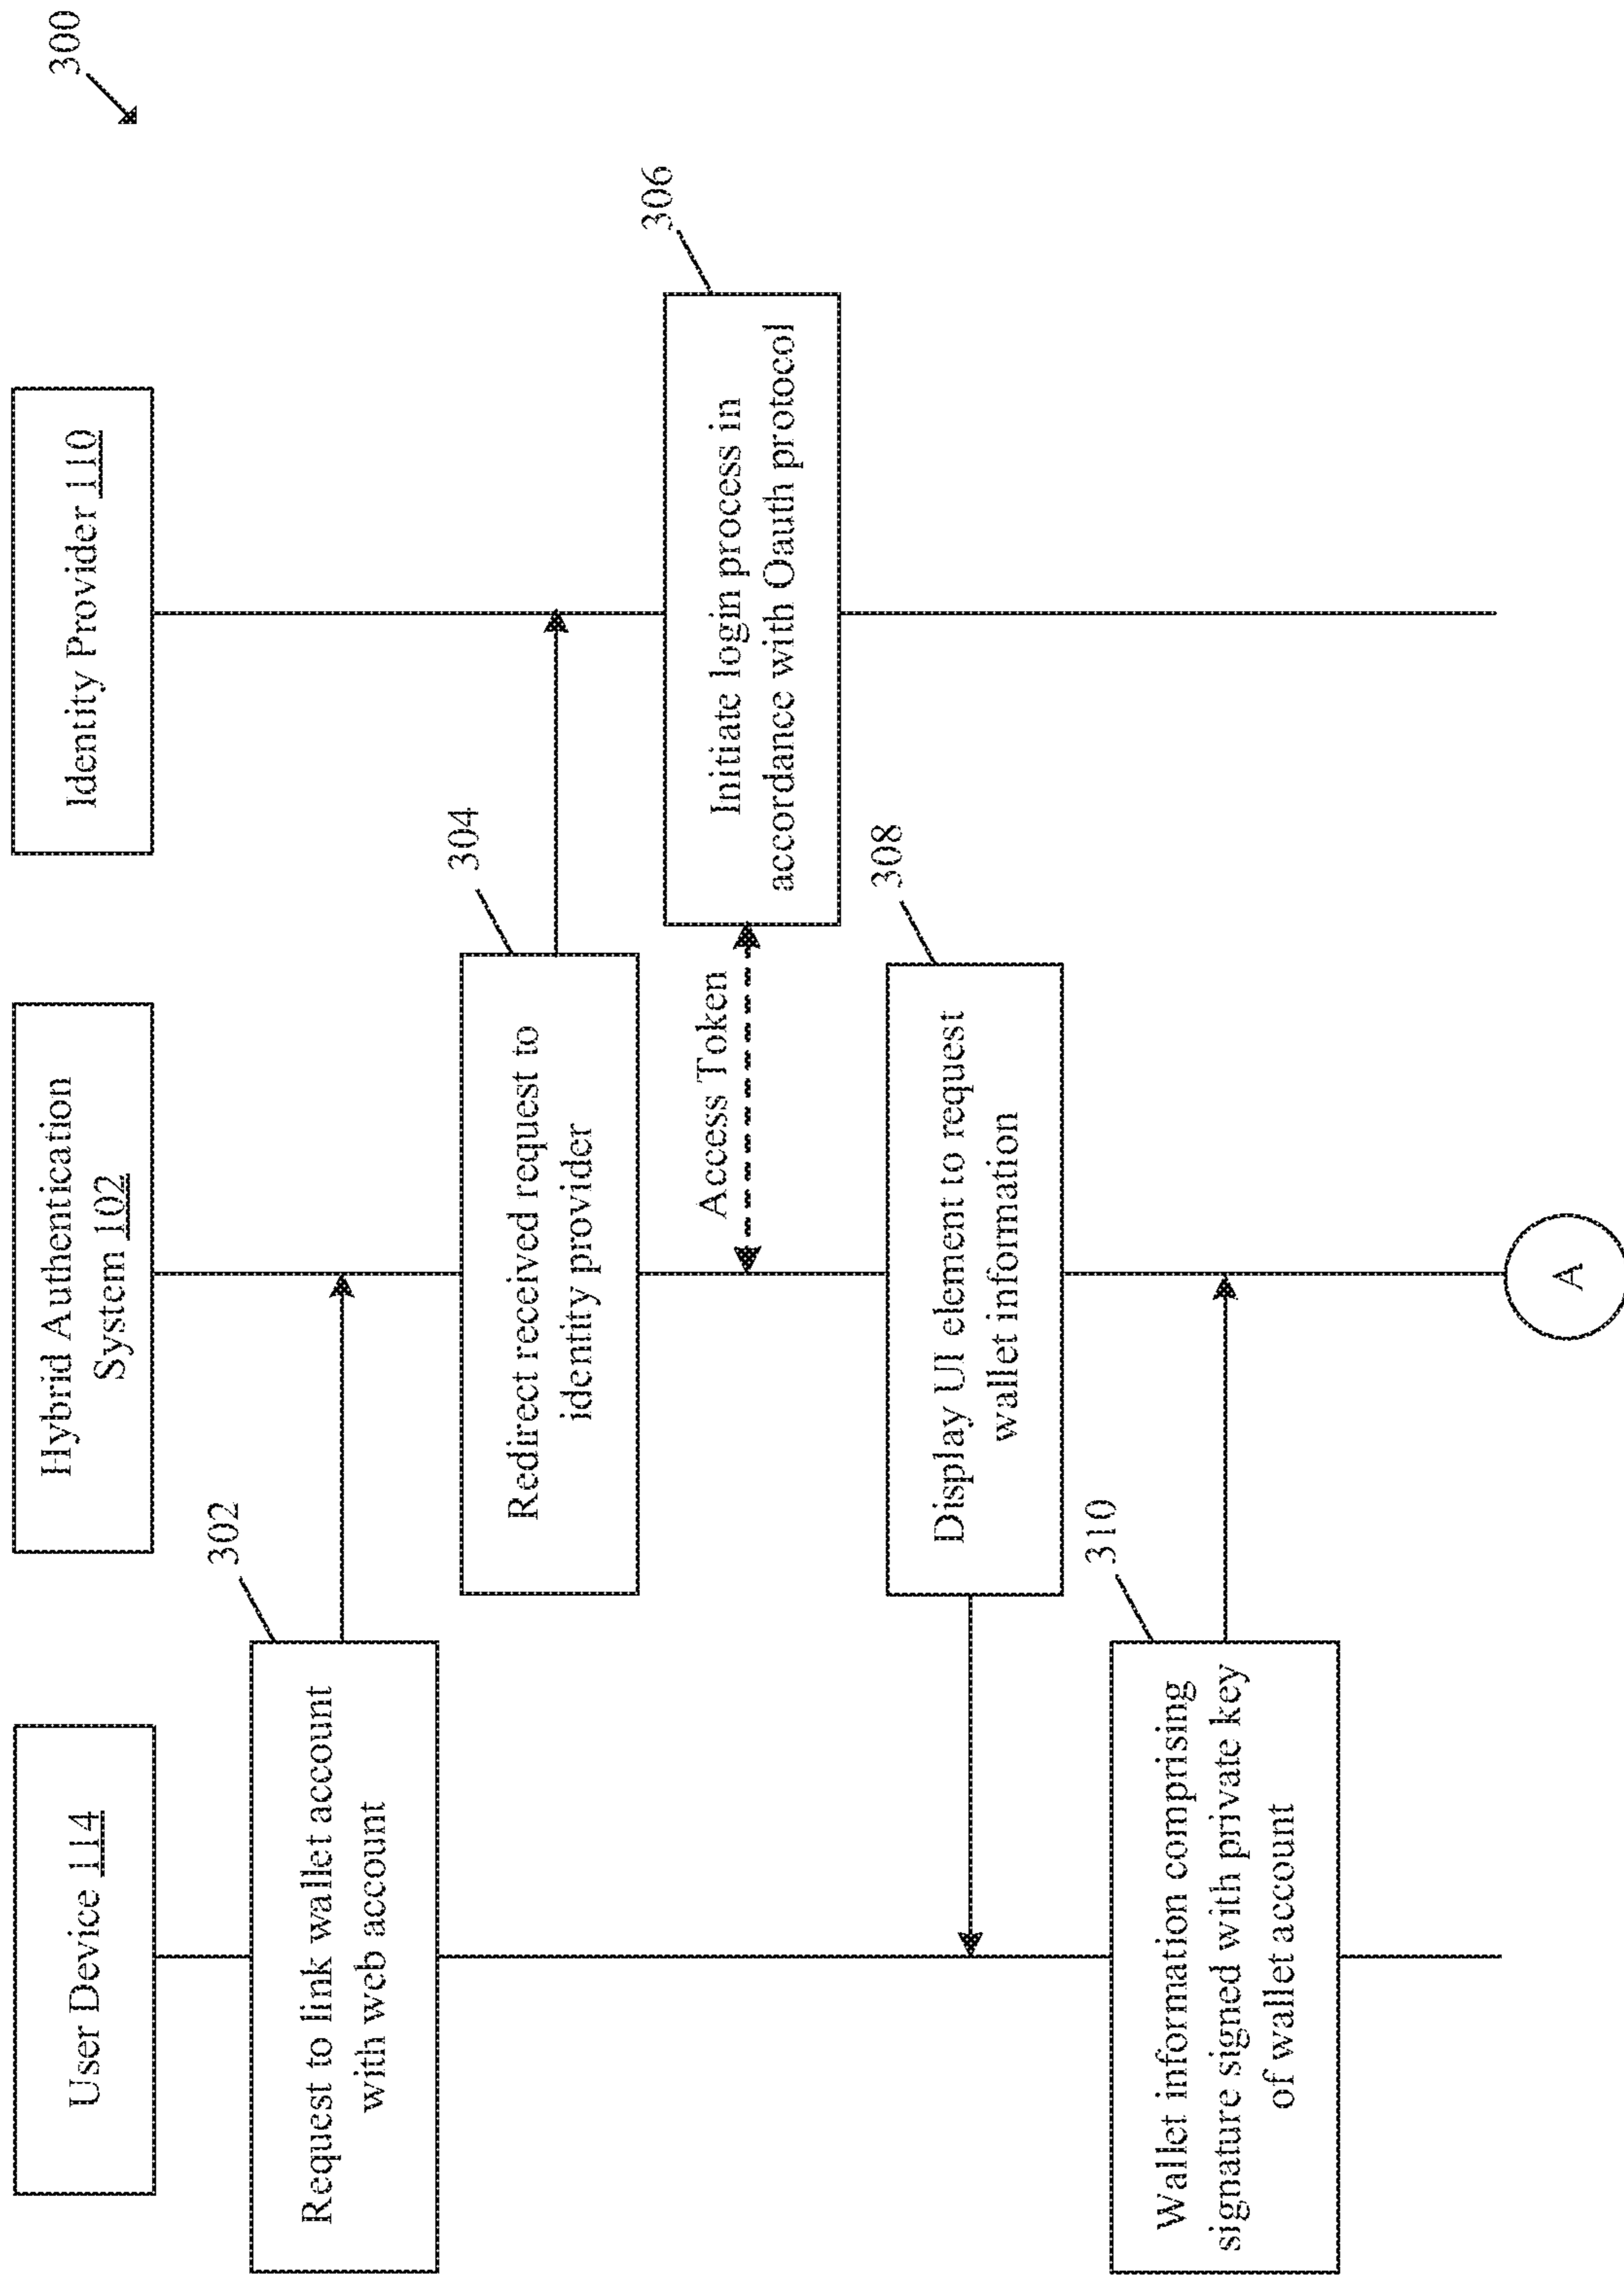 300
User Device 114
Hybrid Authentication
System 102
Identity Provider 110
302
Request to link wallet account
with web account
304
Redirect received request to
identity provider
306
Initiate login process in
accordance with Oauth protocol
Access Token
308
Display UI element to request
wallet information
310
Wallet information comprising
signature signed with private key
of wallet account
A